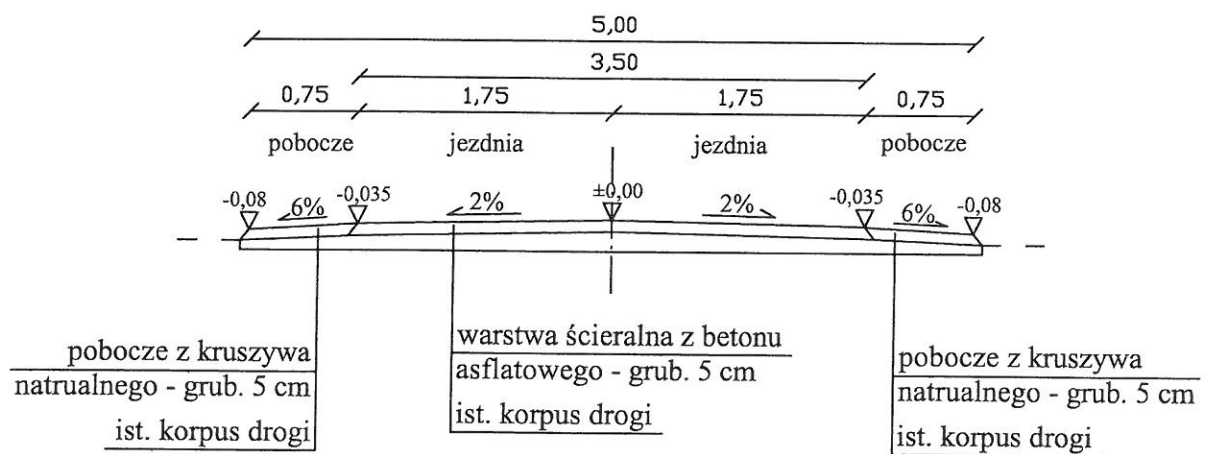 5,00
3,50
0,75 1,75 1,75 0,75
pobocze jezdnia jezdnia pobocze
-0,08 6% -0,035 2% ±0,00 2% -0,035 6% -0,08
pobocze z kruszywa
natrualnego - grub. 5 cm
ist. korpus drogi
warstwa ścieralna z betonu
asflatowego - grub. 5 cm
ist. korpus drogi
pobocze z kruszywa
natrualnego - grub. 5 cm
ist. korpus drogi